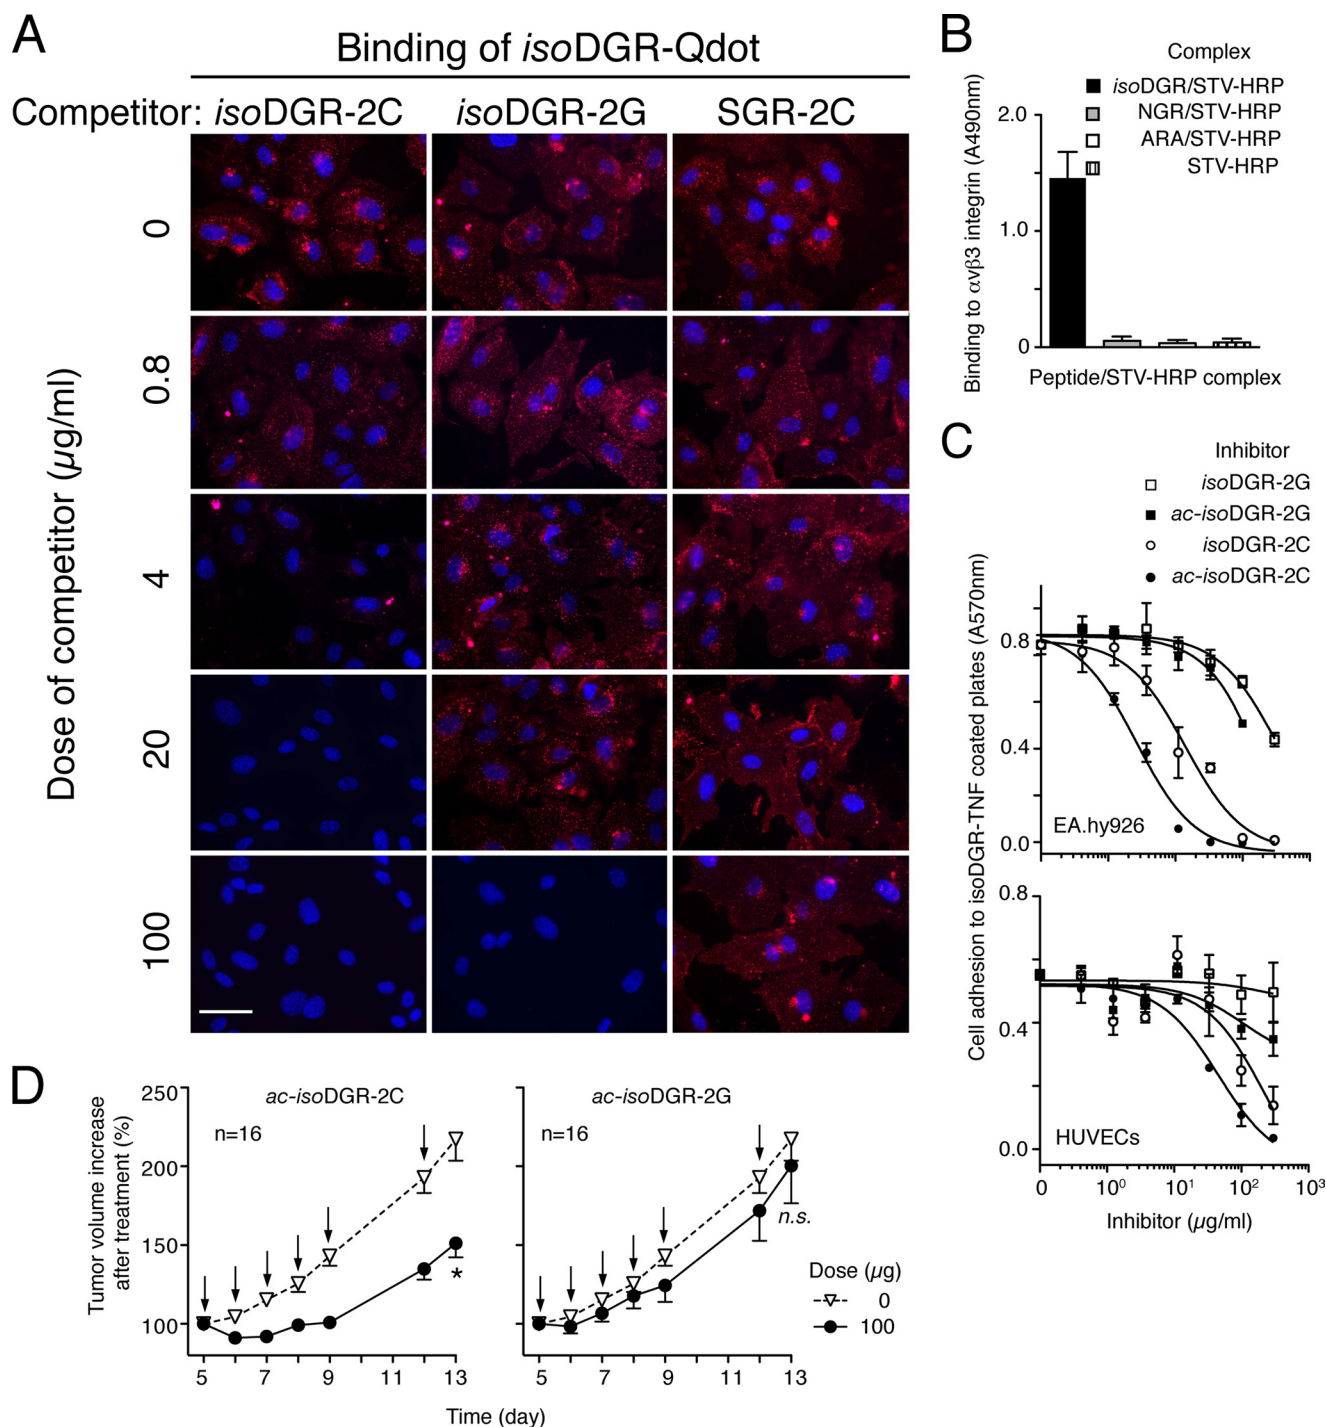 A
Binding of isoDGR-Qdot
Competitor: isoDGR-2C isoDGR-2G SGR-2C
Dose of competitor (µg/ml)
0
0.8
4
20
100
B
Complex
isoDGR/STV-HRP
NGR/STV-HRP
ARA/STV-HRP
STV-HRP
Binding to αvβ3 integrin (A490nm)
2.0
1.0
0
Peptide/STV-HRP complex
C
Inhibitor
isoDGR-2G
ac-isoDGR-2G
isoDGR-2C
ac-isoDGR-2C
Cell adhesion to isoDGR-TNF coated plates (A570nm)
0.8
0.4
0.0
EA.hy926
0.8
0.4
0.0
HUVECs
0 10⁰ 10¹ 10² 10³
Inhibitor (µg/ml)
D
Tumor volume increase
after treatment (%)
250
200
150
100
ac-isoDGR-2C
n=16
*
5 7 9 11 13
ac-isoDGR-2G
n=16
n.s.
5 7 9 11 13
Time (day)
Dose (µg)
0
100